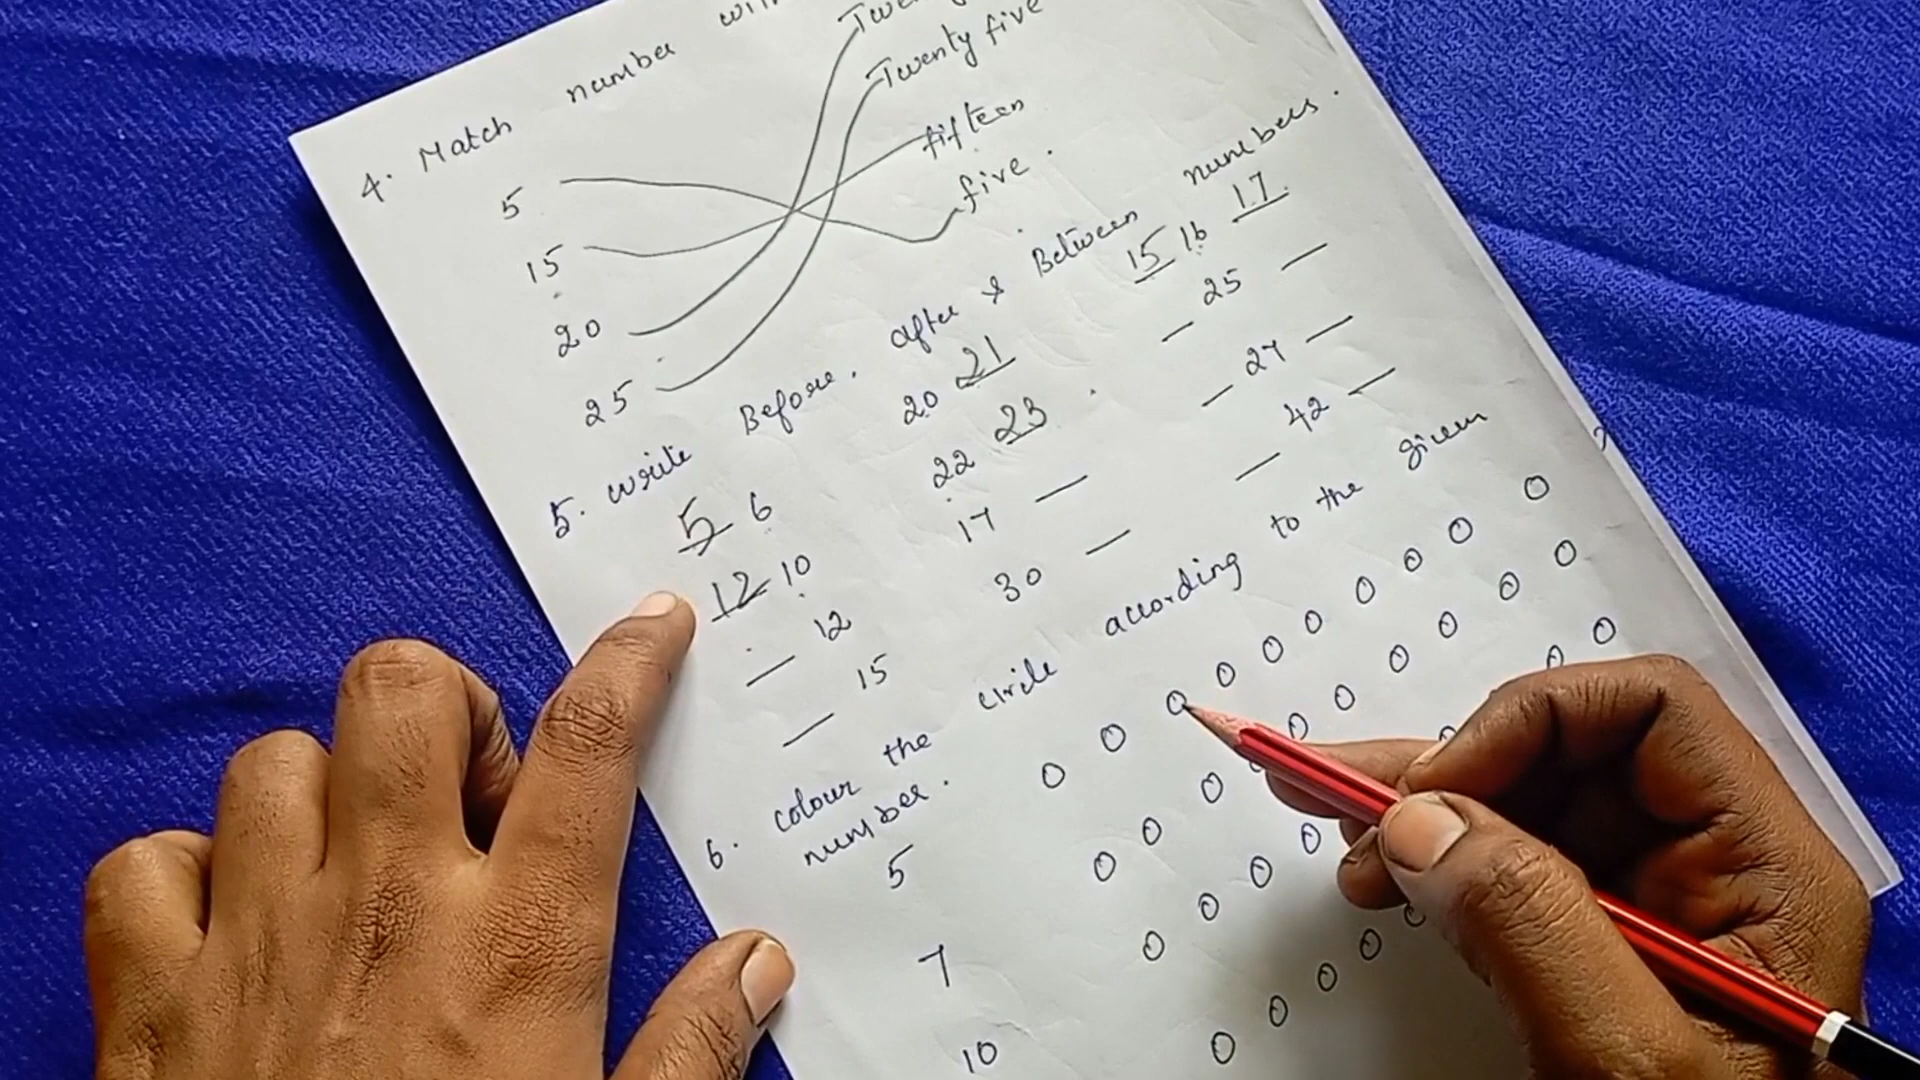 4. Match number
5 Twenty five
15 fifteen
20 five.
25
5. write Before, after & Between numbers.
5 6 20 21 15 16 17
12 10 22 23 25
12 17 27
15 30 42
6. colour the circle according to the given
number.
5
7
10